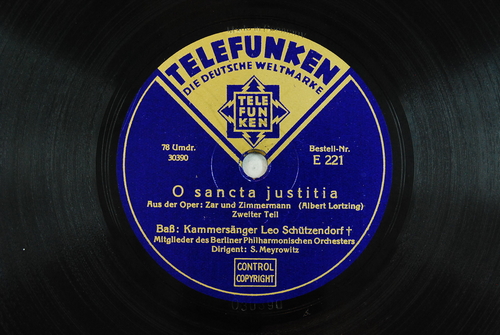 TELEFUNKEN
DIE DEUTSCHE WELTMARKE
TELE
FUN
KEN
78 Umdr.
30390
Bestell-Nr.
E 221
O sancta justitia
Aus der Oper: Zar und Zimmermann (Albert Lortzing)
Zweiter Teil
Baß: Kammersänger Leo Schützendorf †
Mitglieder des Berliner Philharmonischen Orchesters
Dirigent: S. Meyrowitz
CONTROL
COPYRIGHT